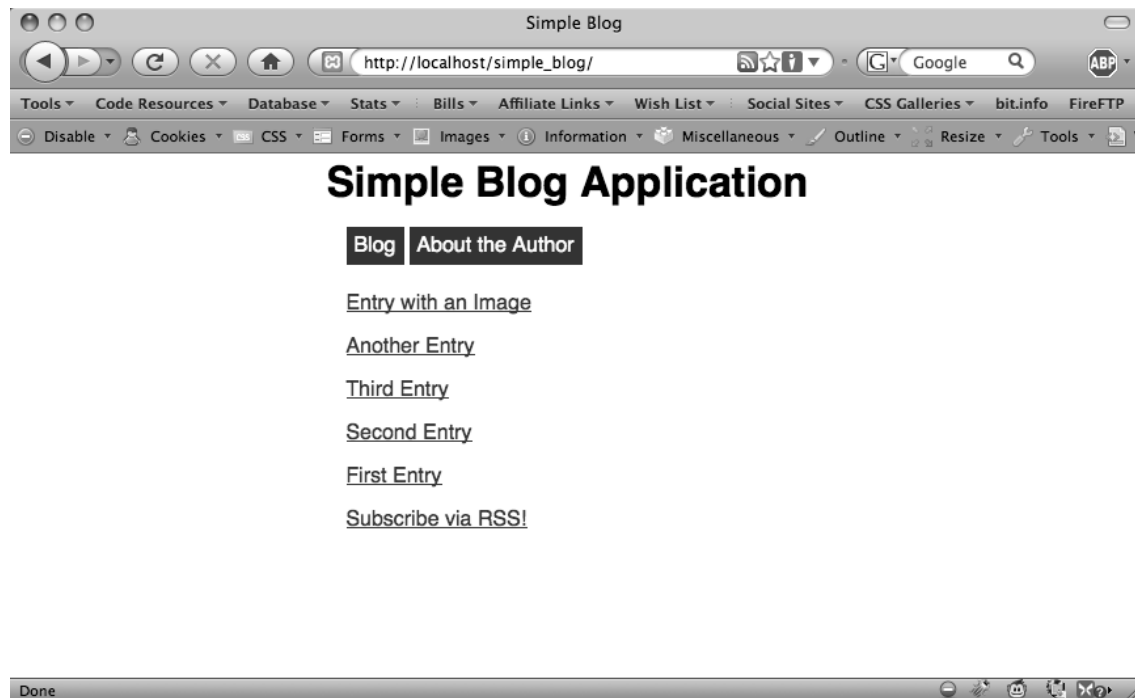 Simple Blog
http://localhost/simple_blog/ G Google ABP
Tools Code Resources Database Stats Bills Affiliate Links Wish List Social Sites CSS Galleries bit.info FireFTP
Disable Cookies CSS CSS Forms Images Information Miscellaneous Outline Resize Tools
Simple Blog Application
Blog About the Author
Entry with an Image
Another Entry
Third Entry
Second Entry
First Entry
Subscribe via RSS!
Done